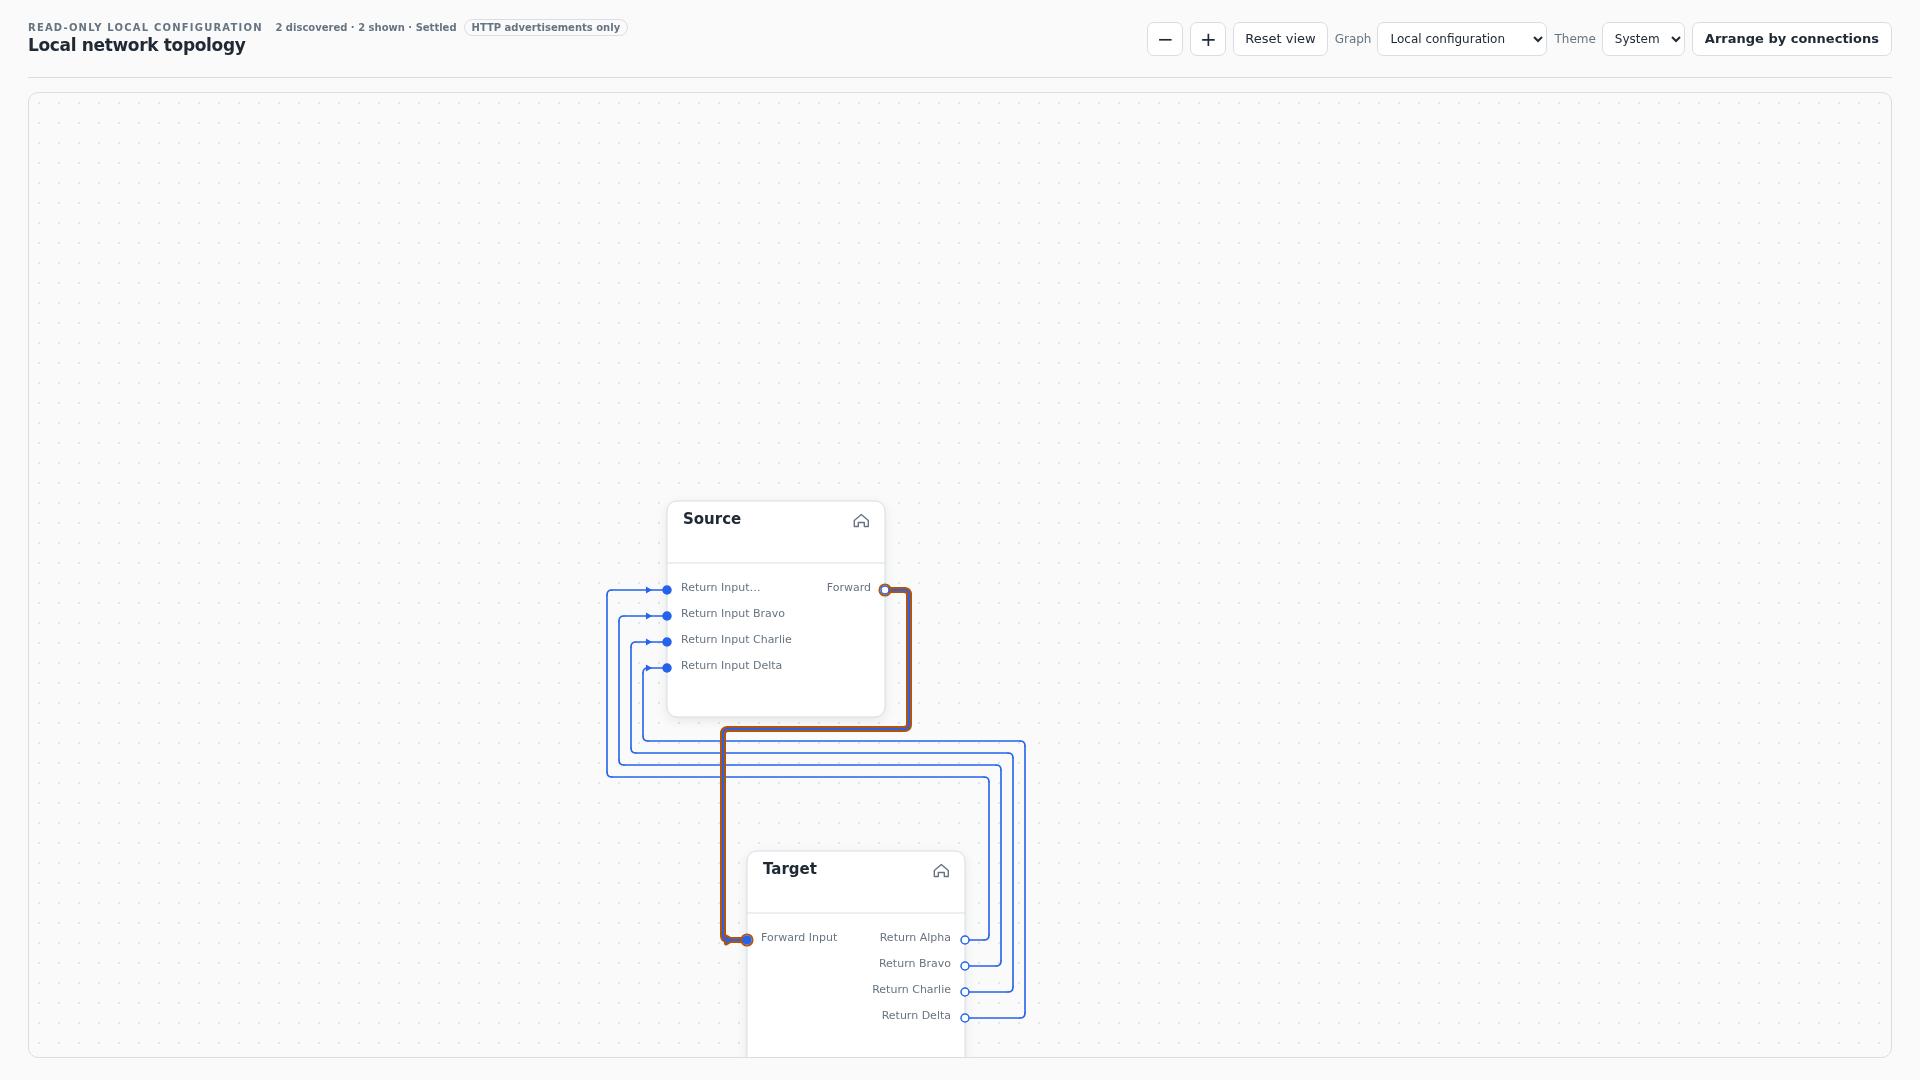 READ-ONLY LOCAL CONFIGURATION 2 discovered · 2 shown · Settled HTTP advertisements only
Local network topology
− + Reset view Graph Local configuration Theme System Arrange by connections
Source
Return Input... Forward
Return Input Bravo
Return Input Charlie
Return Input Delta
Target
Forward Input Return Alpha
Return Bravo
Return Charlie
Return Delta